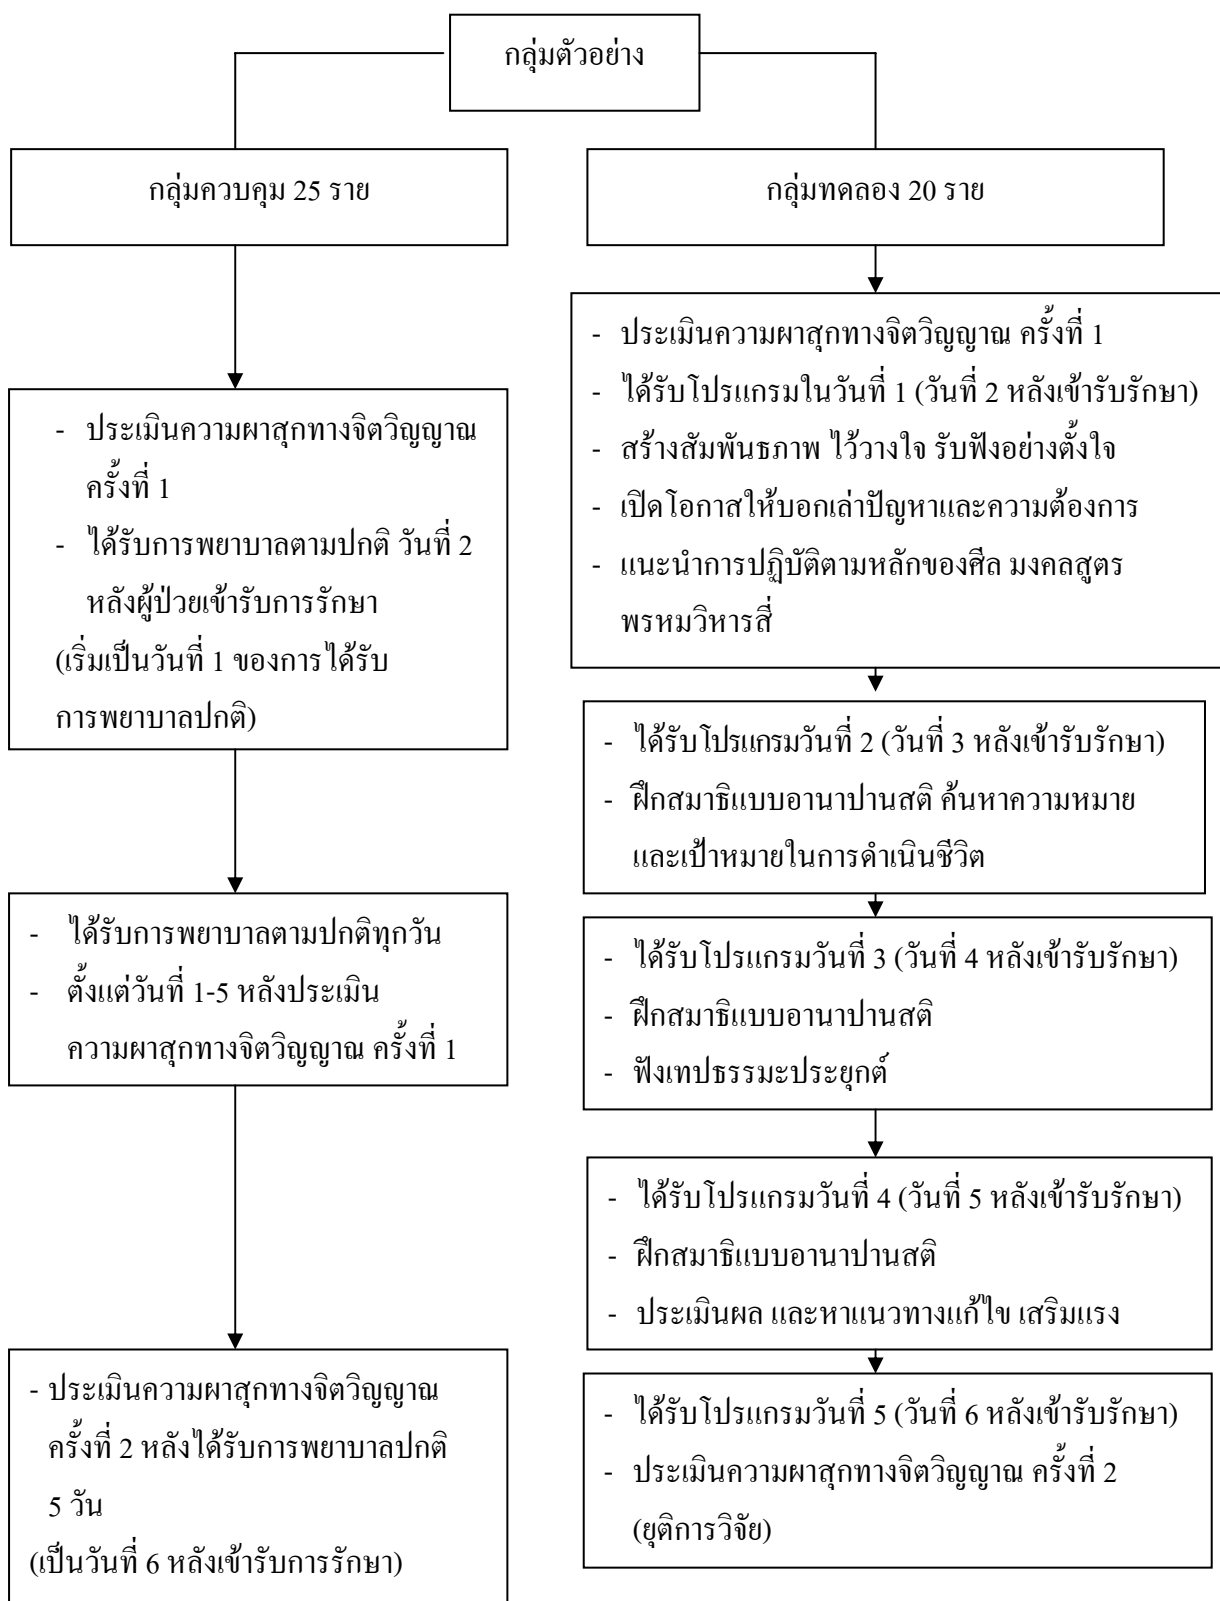 กลุ่มตัวอย่าง
กลุ่มควบคุม 25 ราย
- ประเมินความผาสุกทางจิตวิญญาณ
ครั้งที่ 1
- ได้รับการพยาบาลตามปกติ วันที่ 2
หลังผู้ป่วยเข้ารับการรักษา
(เริ่มเป็นวันที่ 1 ของการได้รับ
การพยาบาลปกติ)
- ได้รับการพยาบาลตามปกติทุกวัน
- ตั้งแต่วันที่ 1-5 หลังประเมิน
ความผาสุกทางจิตวิญญาณ ครั้งที่ 1
- ประเมินความผาสุกทางจิตวิญญาณ
ครั้งที่ 2 หลังได้รับการพยาบาลปกติ
5 วัน
(เป็นวันที่ 6 หลังเข้ารับการรักษา)
กลุ่มทดลอง 20 ราย
- ประเมินความผาสุกทางจิตวิญญาณ ครั้งที่ 1
- ได้รับโปรแกรมในวันที่ 1 (วันที่ 2 หลังเข้ารับรักษา)
- สร้างสัมพันธภาพ ไว้วางใจ รับฟังอย่างตั้งใจ
- เปิดโอกาสให้บอกเล่าปัญหาและความต้องการ
- แนะนำการปฏิบัติตามหลักของศีล มงคลสูตร
พรหมวิหารสี่
- ได้รับโปรแกรมวันที่ 2 (วันที่ 3 หลังเข้ารับรักษา)
- ฝึกสมาธิแบบอานาปานสติ ค้นหาความหมาย
และเป้าหมายในการดำเนินชีวิต
- ได้รับโปรแกรมวันที่ 3 (วันที่ 4 หลังเข้ารับรักษา)
- ฝึกสมาธิแบบอานาปานสติ
- ฟังเทปธรรมะประยุกต์
- ได้รับโปรแกรมวันที่ 4 (วันที่ 5 หลังเข้ารับรักษา)
- ฝึกสมาธิแบบอานาปานสติ
- ประเมินผล และหาแนวทางแก้ไข เสริมแรง
- ได้รับโปรแกรมวันที่ 5 (วันที่ 6 หลังเข้ารับรักษา)
- ประเมินความผาสุกทางจิตวิญญาณ ครั้งที่ 2
(ยุติการวิจัย)